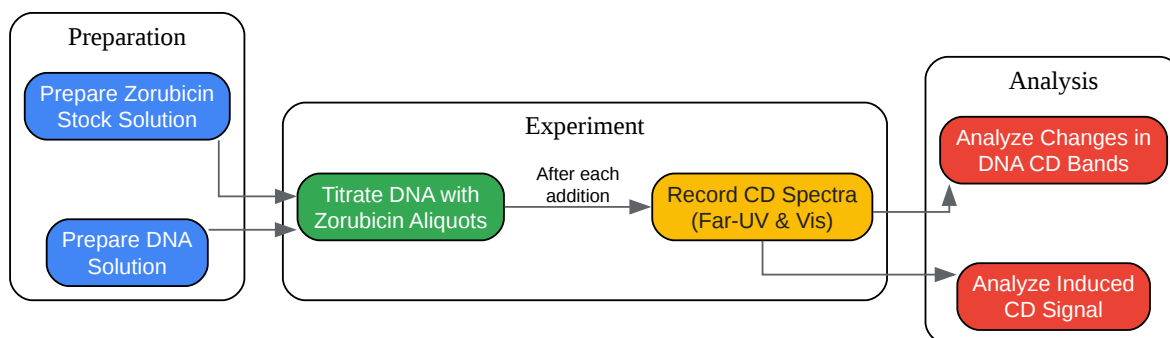 Preparation
Prepare Zorubicin
Stock Solution
Prepare DNA
Solution
Experiment
Titrate DNA with
Zorubicin Aliquots
After each
addition
Record CD Spectra
(Far-UV & Vis)
Analysis
Analyze Changes in
DNA CD Bands
Analyze Induced
CD Signal